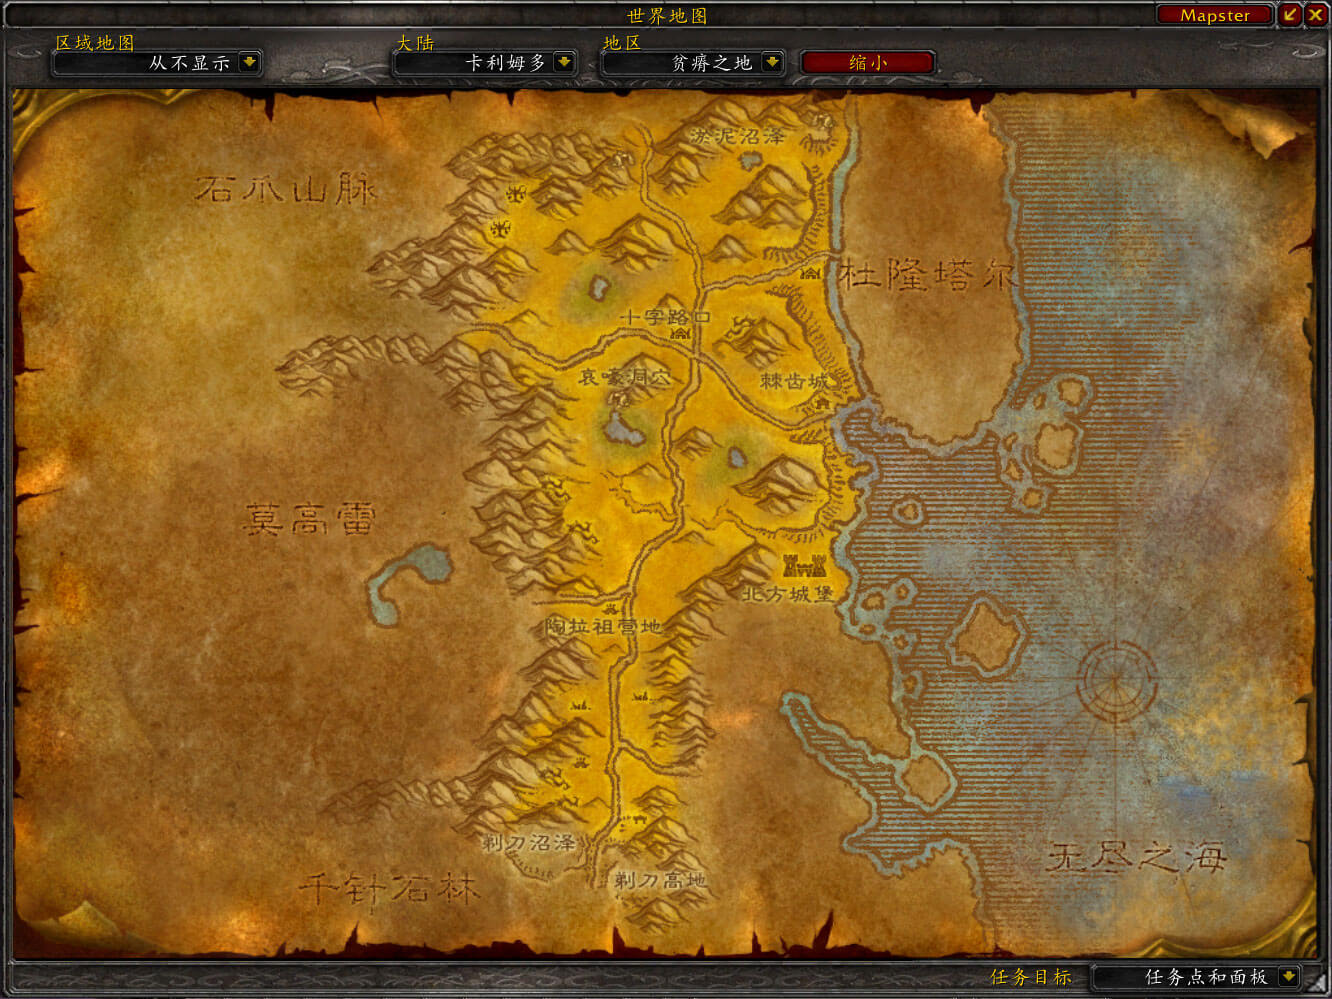 世界地图
Mapster
区域地图
大陆
地区
从不显示
卡利姆多
贫瘠之地
缩小
淤泥沼泽
石爪山脉
杜隆塔尔
十字路口
哀嚎洞穴
棘齿城
莫高雷
北方城堡
陶拉祖营地
剃刀沼泽
无尽之海
剃刀高地
千针石林
任务目标
任务点和面板